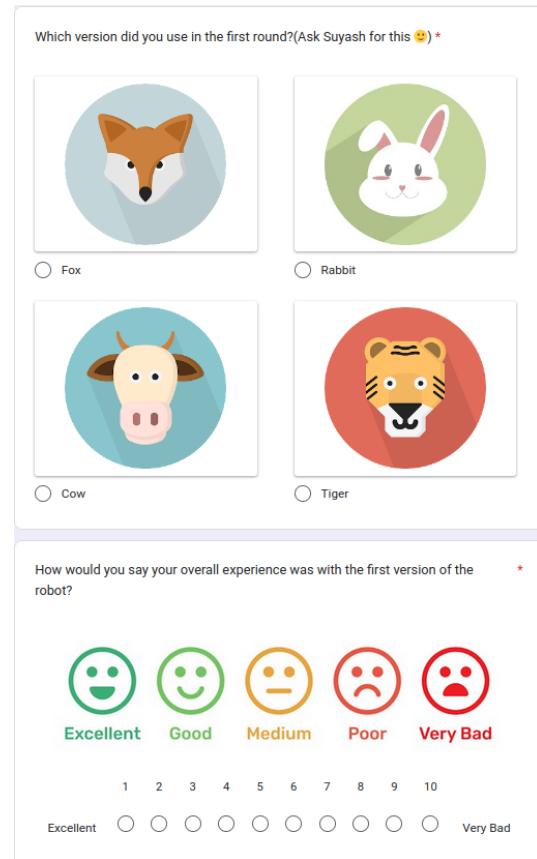 Which version did you use in the first round?(Ask Suyash for this 🙂) *
Fox
Rabbit
Cow
Tiger
How would you say your overall experience was with the first version of the *
robot?
Excellent Good Medium Poor Very Bad
1 2 3 4 5 6 7 8 9 10
Excellent Very Bad